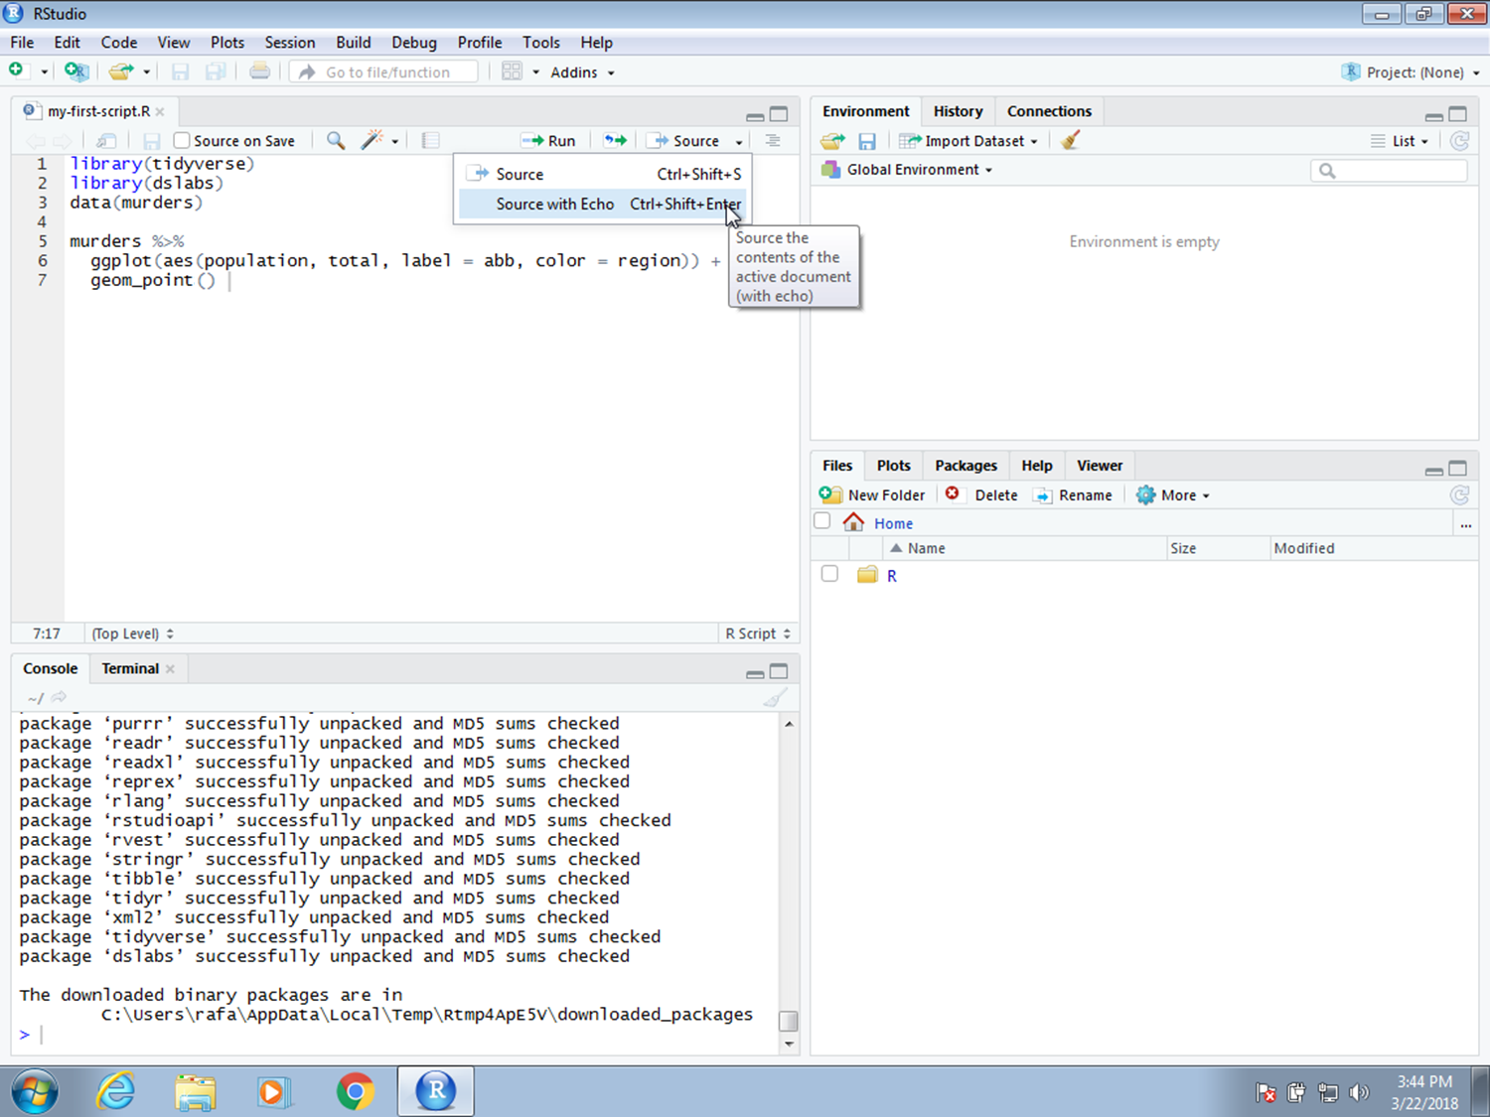 RStudio
File Edit Code View Plots Session Build Debug Profile Tools Help
Go to file/function Addins Project: (None)
my-first-script.R
Source on Save Run Source
1 library(tidyverse)
2 library(dslabs)
3 data(murders)
4
5 murders %>%
6 ggplot(aes(population, total, label = abb, color = region)) +
7 geom_point()
Source Ctrl+Shift+S
Source with Echo Ctrl+Shift+Enter
Source the
contents of the
active document
(with echo)
7:17 (Top Level) R Script
Console Terminal
~/
package ‘purrr’ successfully unpacked and MD5 sums checked
package ‘readr’ successfully unpacked and MD5 sums checked
package ‘readxl’ successfully unpacked and MD5 sums checked
package ‘reprex’ successfully unpacked and MD5 sums checked
package ‘rlang’ successfully unpacked and MD5 sums checked
package ‘rstudioapi’ successfully unpacked and MD5 sums checked
package ‘rvest’ successfully unpacked and MD5 sums checked
package ‘stringr’ successfully unpacked and MD5 sums checked
package ‘tibble’ successfully unpacked and MD5 sums checked
package ‘tidyr’ successfully unpacked and MD5 sums checked
package ‘xml2’ successfully unpacked and MD5 sums checked
package ‘tidyverse’ successfully unpacked and MD5 sums checked
package ‘dslabs’ successfully unpacked and MD5 sums checked
The downloaded binary packages are in
C:\Users\rafa\AppData\Local\Temp\Rtmp4ApE5V\downloaded_packages
>
Environment History Connections
Import Dataset List
Global Environment
Environment is empty
Files Plots Packages Help Viewer
New Folder Delete Rename More
Home ...
Name Size Modified
R
3:44 PM
3/22/2018